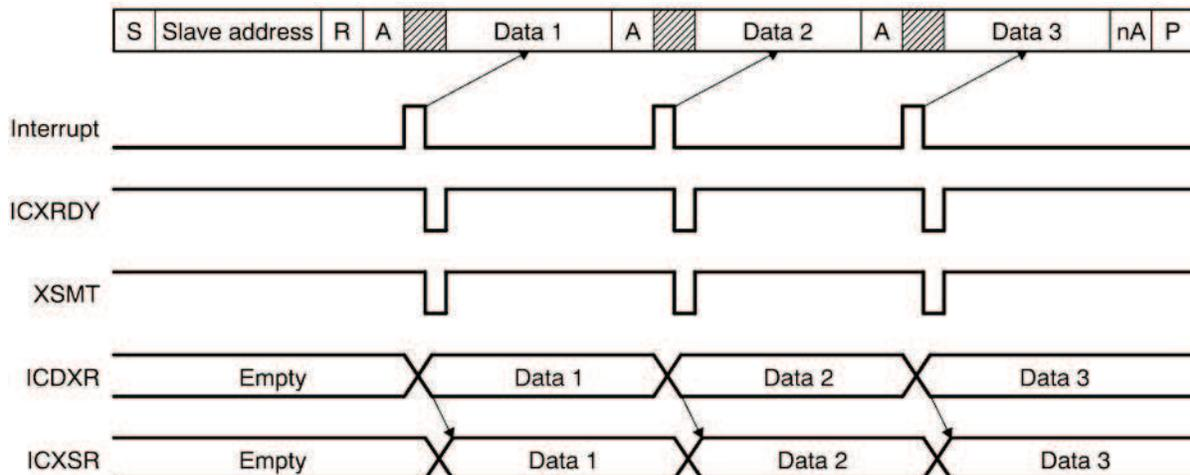 S Slave address R A Data 1 A Data 2 A Data 3 nA P
Interrupt
ICXRDY
XSMT
ICDXR Empty Data 1 Data 2 Data 3
ICXSR Empty Data 1 Data 2 Data 3